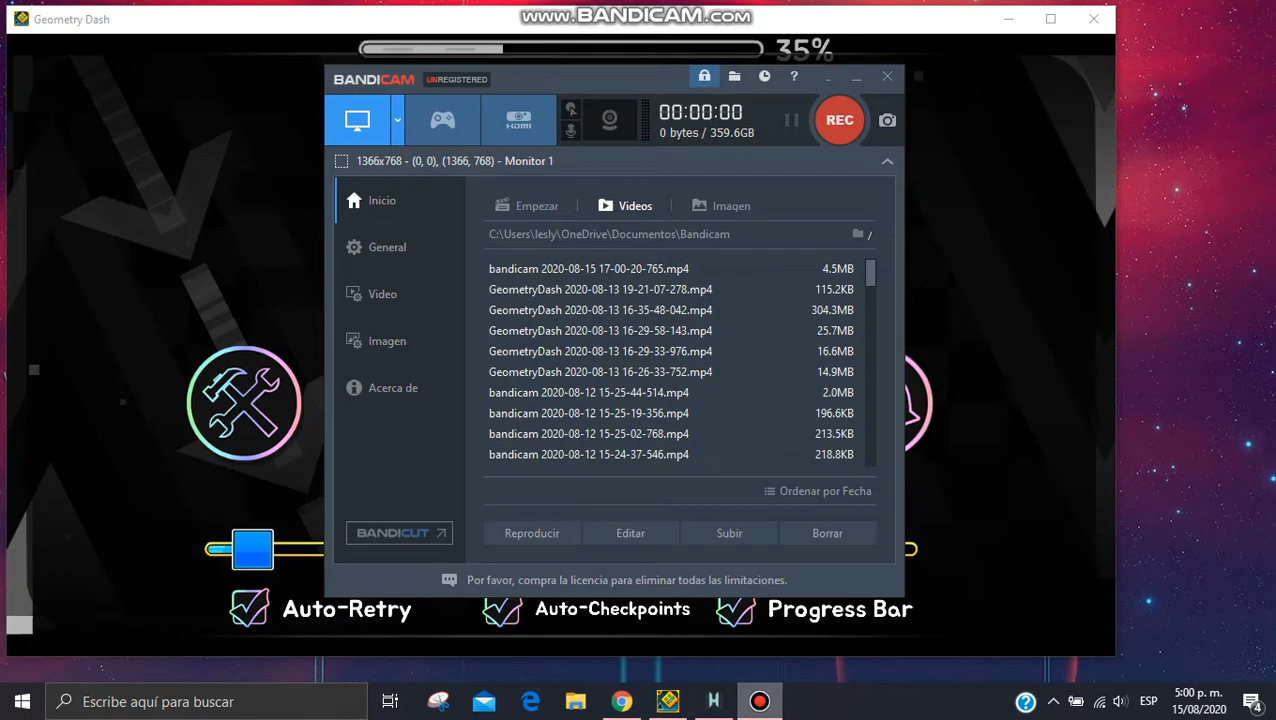 Geometry Dash
www.BANDICAM.com
35%
BANDICAM UNREGISTERED
?
HDMI
00:00:00
0 bytes / 359.6GB
REC
1366x768 - (0, 0), (1366, 768) - Monitor 1
Inicio
General
Video
Imagen
Acerca de
BANDICUT
Empezar
Videos
Imagen
C:\Users\lesly\OneDrive\Documentos\Bandicam
/
bandicam 2020-08-15 17-00-20-765.mp4 4.5MB
GeometryDash 2020-08-13 19-21-07-278.mp4 115.2KB
GeometryDash 2020-08-13 16-35-48-042.mp4 304.3MB
GeometryDash 2020-08-13 16-29-58-143.mp4 25.7MB
GeometryDash 2020-08-13 16-29-33-976.mp4 16.6MB
GeometryDash 2020-08-13 16-26-33-752.mp4 14.9MB
bandicam 2020-08-12 15-25-44-514.mp4 2.0MB
bandicam 2020-08-12 15-25-19-356.mp4 196.6KB
bandicam 2020-08-12 15-25-02-768.mp4 213.5KB
bandicam 2020-08-12 15-24-37-546.mp4 218.8KB
Ordenar por Fecha
Reproducir Editar Subir Borrar
Por favor, compra la licencia para eliminar todas las limitaciones.
Auto-Retry Auto-Checkpoints Progress Bar
Escribe aquí para buscar
ESP
5:00 p. m.
15/08/2020
4